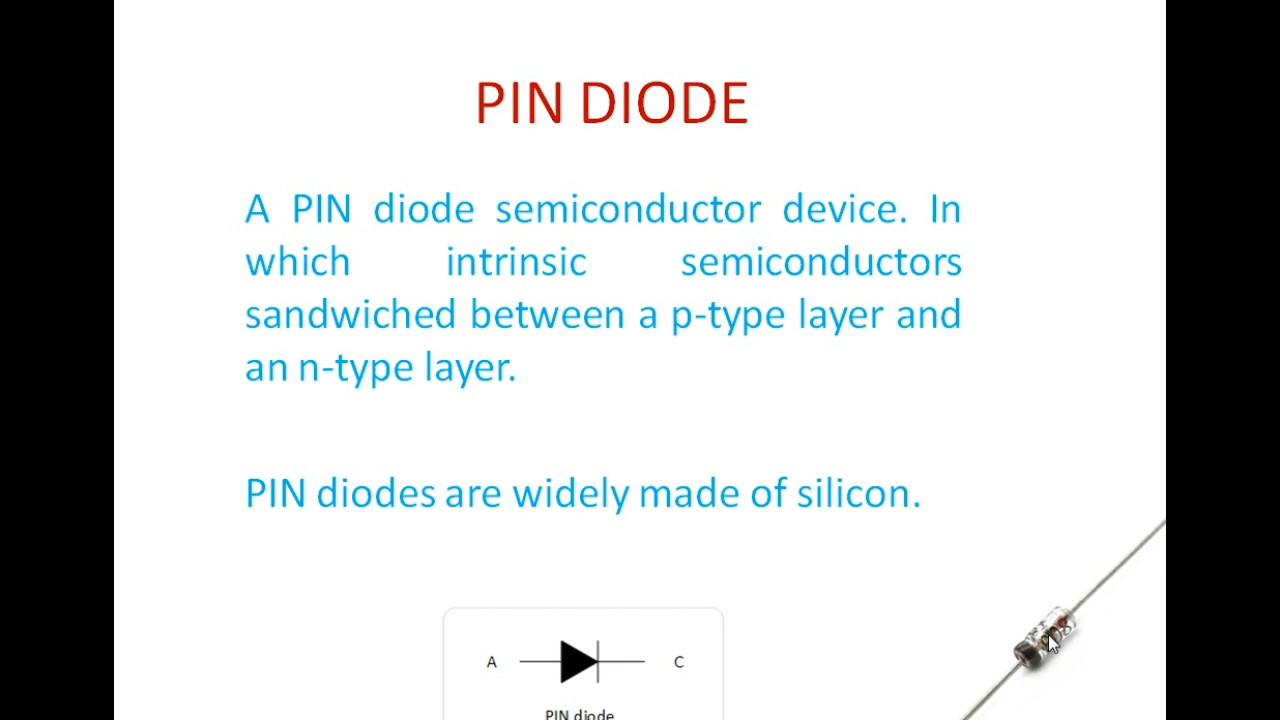 PIN DIODE
A PIN diode semiconductor device. In
which intrinsic semiconductors
sandwiched between a p-type layer and
an n-type layer.
PIN diodes are widely made of silicon.
A C
PIN diode